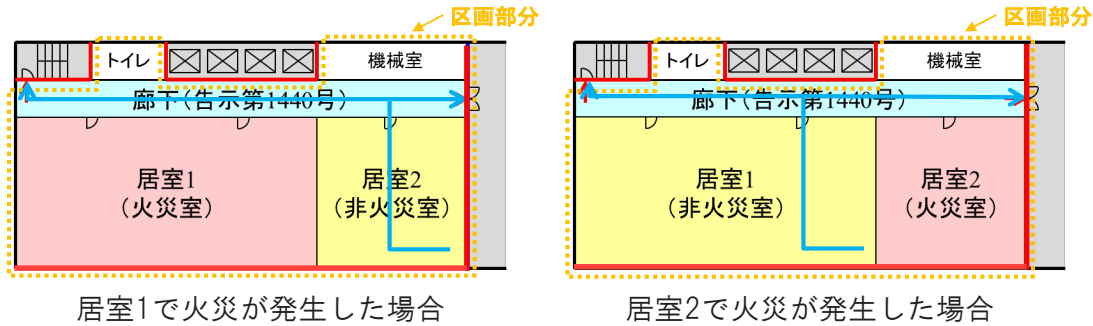 区画部分
トイレ
機械室
廊下(告示第1440号)
居室1
(火災室)
居室2
(非火災室)
居室1で火災が発生した場合
区画部分
トイレ
機械室
廊下(告示第1440号)
居室1
(非火災室)
居室2
(火災室)
居室2で火災が発生した場合